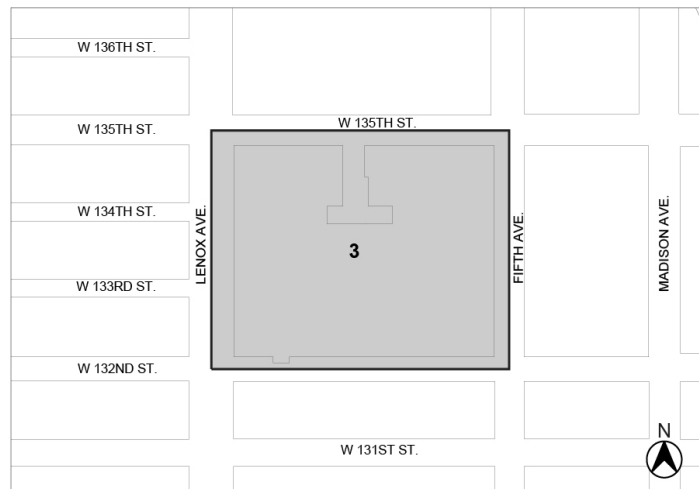 W 136TH ST.
W 135TH ST.
W 135TH ST.
W 134TH ST.
LENOX AVE.
3
FIFTH AVE.
MADISON AVE.
W 133RD ST.
W 132ND ST.
W 131ST ST.
N